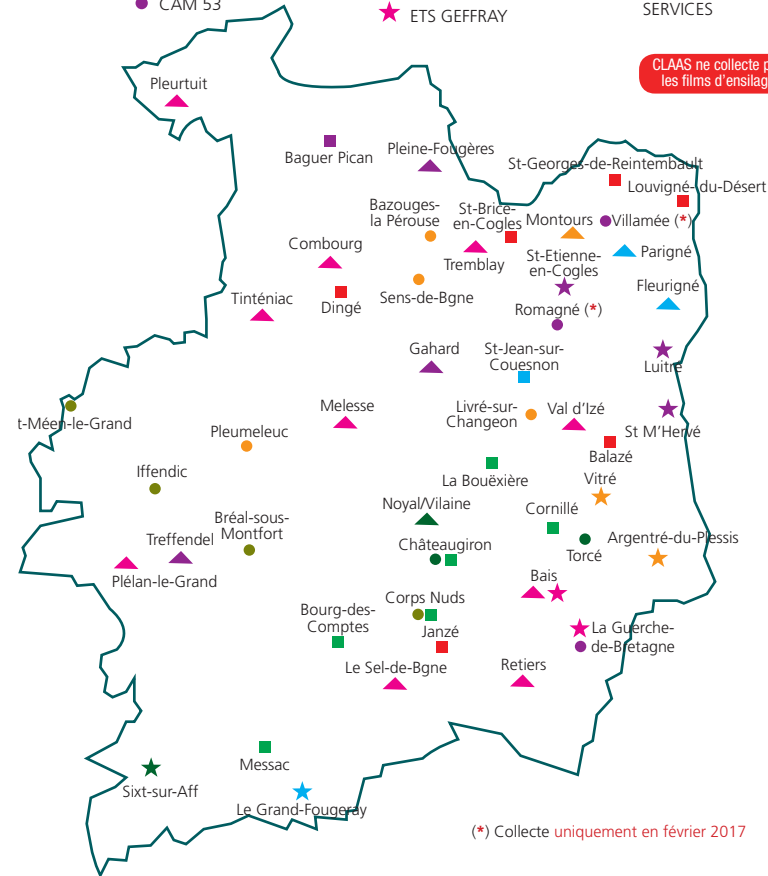 CAM 53
ETS GEFFRAY
SERVICES
CLAAS ne collecte
les films
Pleurtuit
Baguer Pican
Pleine-Fougères
St-Georges-de-Reintembault
Louvigné-du-Désert
Bazouges-
la Pérouse
St-Brice-
en-Cogles
Montours
Villamée (*)
Combourg
Tremblay
St-Etienne-
en-Cogles
Parigné
Tinténiac
Dingé
Sens-de-Bgne
Fleurigné
Romagné (*)
Gahard
St-Jean-sur-
Couesnon
Luitré
t-Méen-le-Grand
Melesse
Livré-sur-
Changeon
Val d'Izé
St M'Hervé
Pleumeleuc
Balazé
Iffendic
La Bouëxière
Vitré
Noyal/Vilaine
Cornillé
Bréal-sous-
Montfort
Treffendel
Châteaugiron
Torcé
Argentré-du-Plessis
Plélan-le-Grand
Bais
Corps Nuds
Bourg-des-
Comptes
Janzé
La Guerche-
de-Bretagne
Le Sel-de-Bgne
Retiers
Messac
Sixt-sur-Aff
Le Grand-Fougeray
(*) Collecte uniquement en février 2017